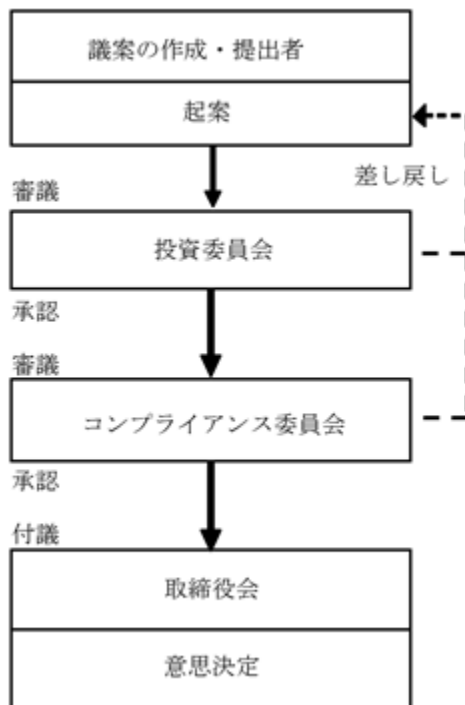 議案の作成・提出者
起案
差し戻し
審議
投資委員会
承認
審議
コンプライアンス委員会
承認
付議
取締役会
意思決定